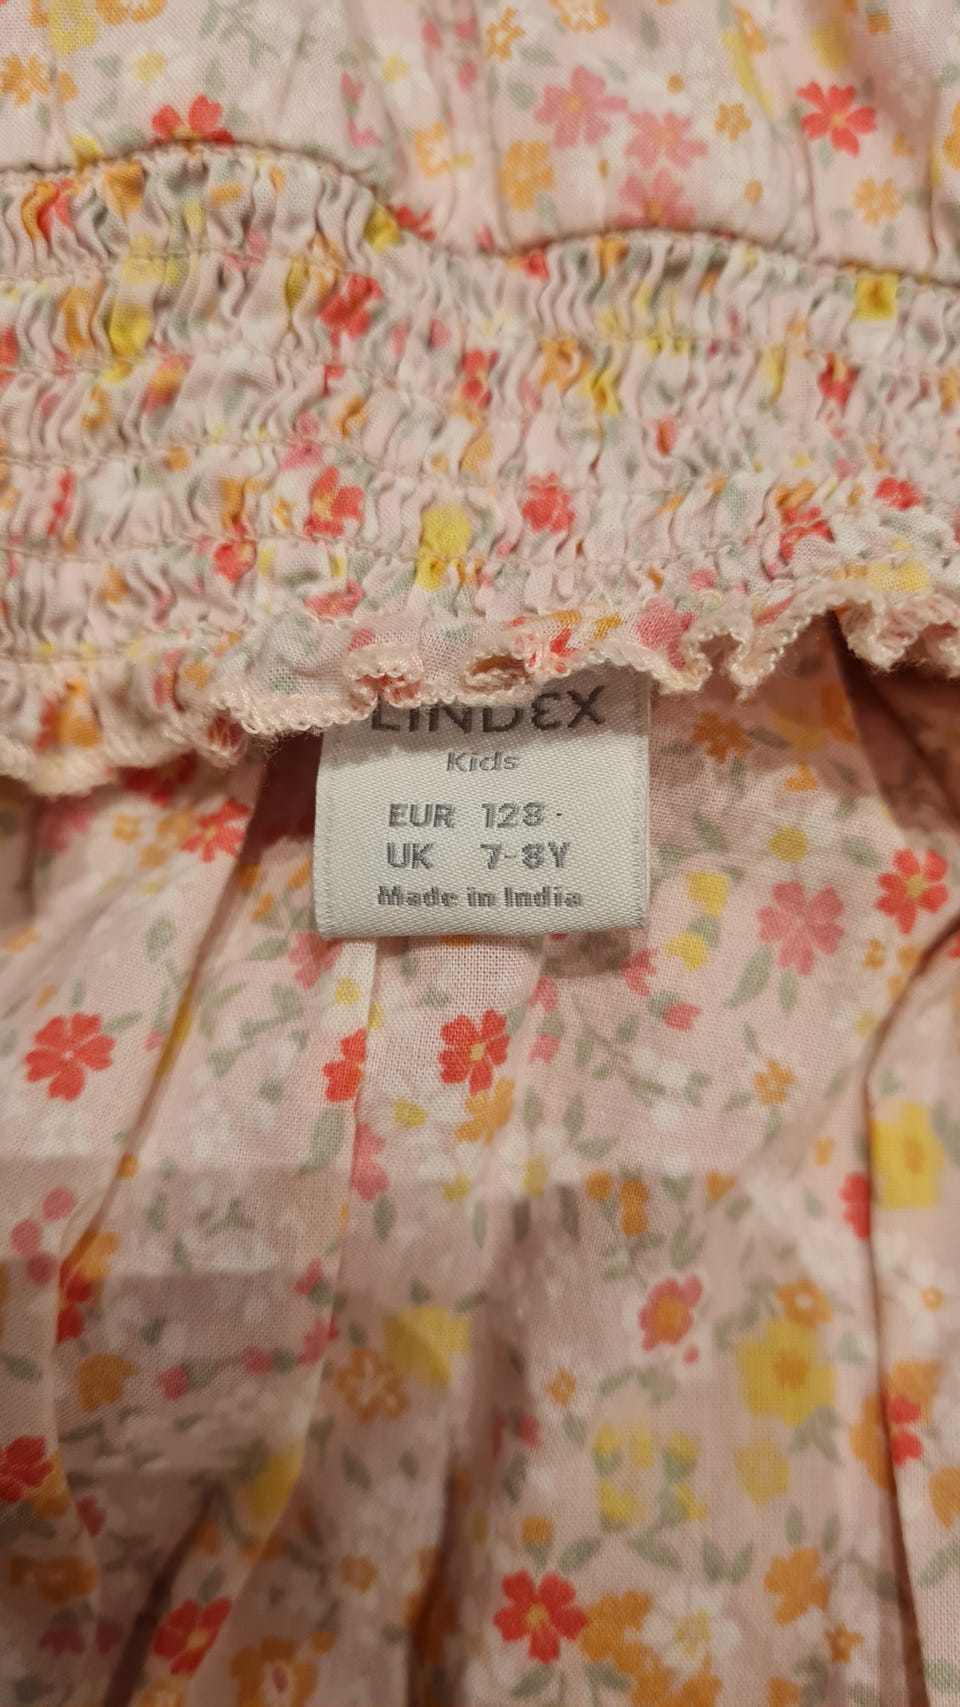 LINDEX
Kids
EUR 128
UK 7-8Y
Made in India